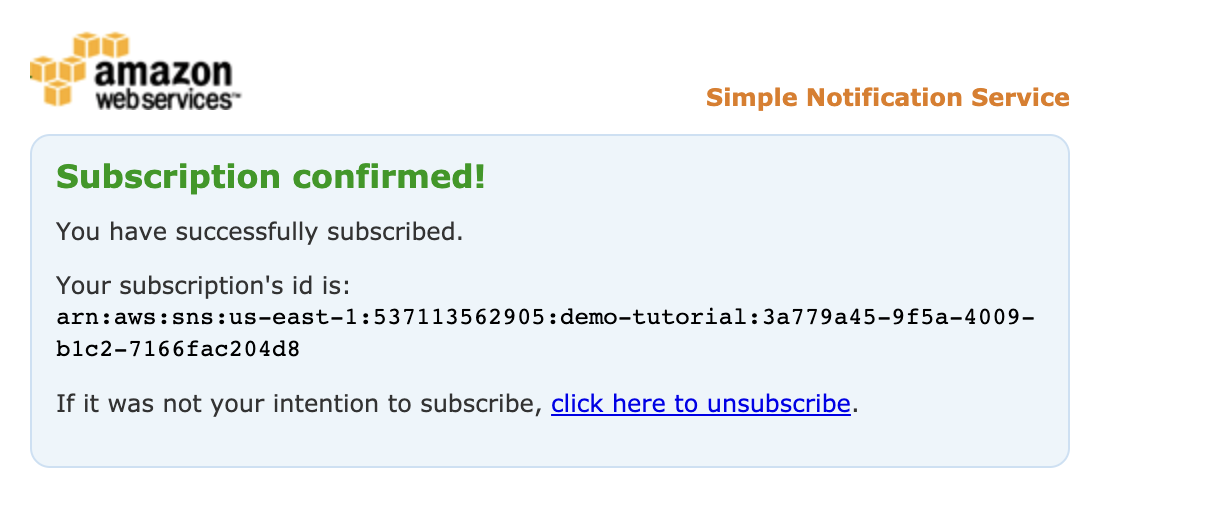 amazon
web services™
Simple Notification Service
Subscription confirmed!
You have successfully subscribed.
Your subscription's id is:
arn:aws:sns:us-east-1:537113562905:demo-tutorial:3a779a45-9f5a-4009-
b1c2-7166fac204d8
If it was not your intention to subscribe, click here to unsubscribe.